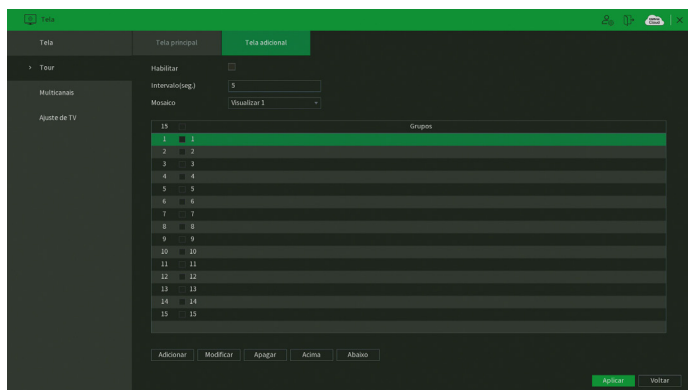 Tela
Intelbras Cloud
Tela
Tela principal
Tela adicional
Tour
Habilitar
Intervalo(seg.)
5
Multicanais
Mosaico
Visualizar 1
Ajuste de TV
15
Grupos
1 1
2 2
3 3
4 4
5 5
6 6
7 7
8 8
9 9
10 10
11 11
12 12
13 13
14 14
15 15
Adicionar
Modificar
Apagar
Acima
Abaixo
Aplicar
Voltar